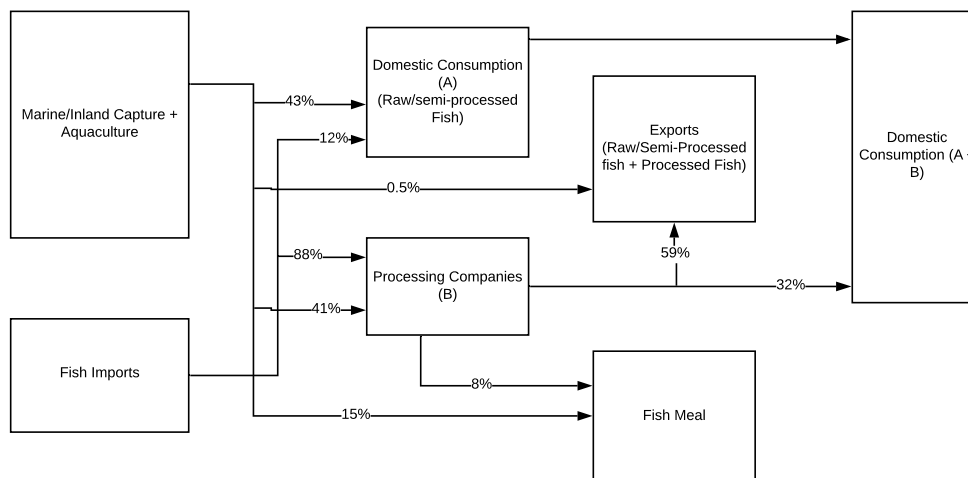 Marine/Inland Capture +
Aquaculture
Domestic Consumption
(A)
(Raw/semi-processed
Fish)
43%
12%
Exports
(Raw/Semi-Processed
fish + Processed Fish)
Domestic
Consumption (A
B)
0.5%
88%
59%
Processing Companies
(B)
32%
41%
Fish Imports
8%
15%
Fish Meal